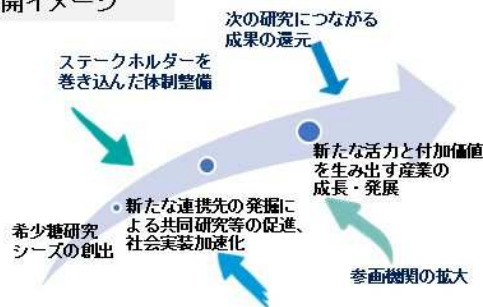 開イメージ
次の研究につながる
成果の還元
ステークホルダーを
巻き込んだ体制整備
新たな活力と付加価値
を生み出す産業の
成長・発展
新たな連携先の発掘に
よる共同研究等の促進、
社会実装加速化
希少糖研究
シーズの創出
参画機関の拡大